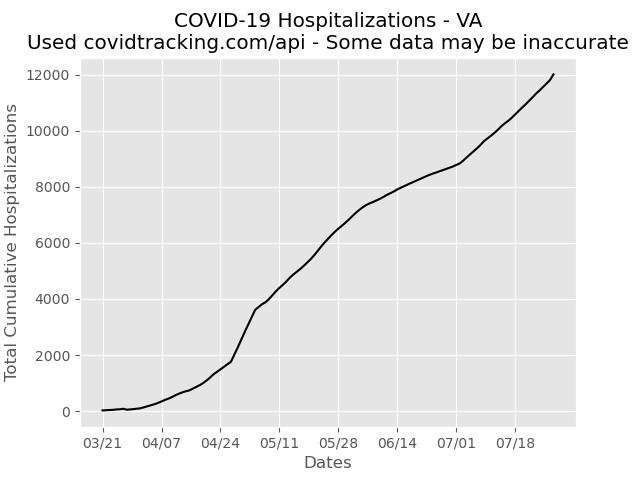 COVID-19 Hospitalizations - VA
Used covidtracking.com/api - Some data may be inaccurate
Total Cumulative Hospitalizations
12000
10000
8000
6000
4000
2000
0
03/21 04/07 04/24 05/11 05/28 06/14 07/01 07/18
Dates